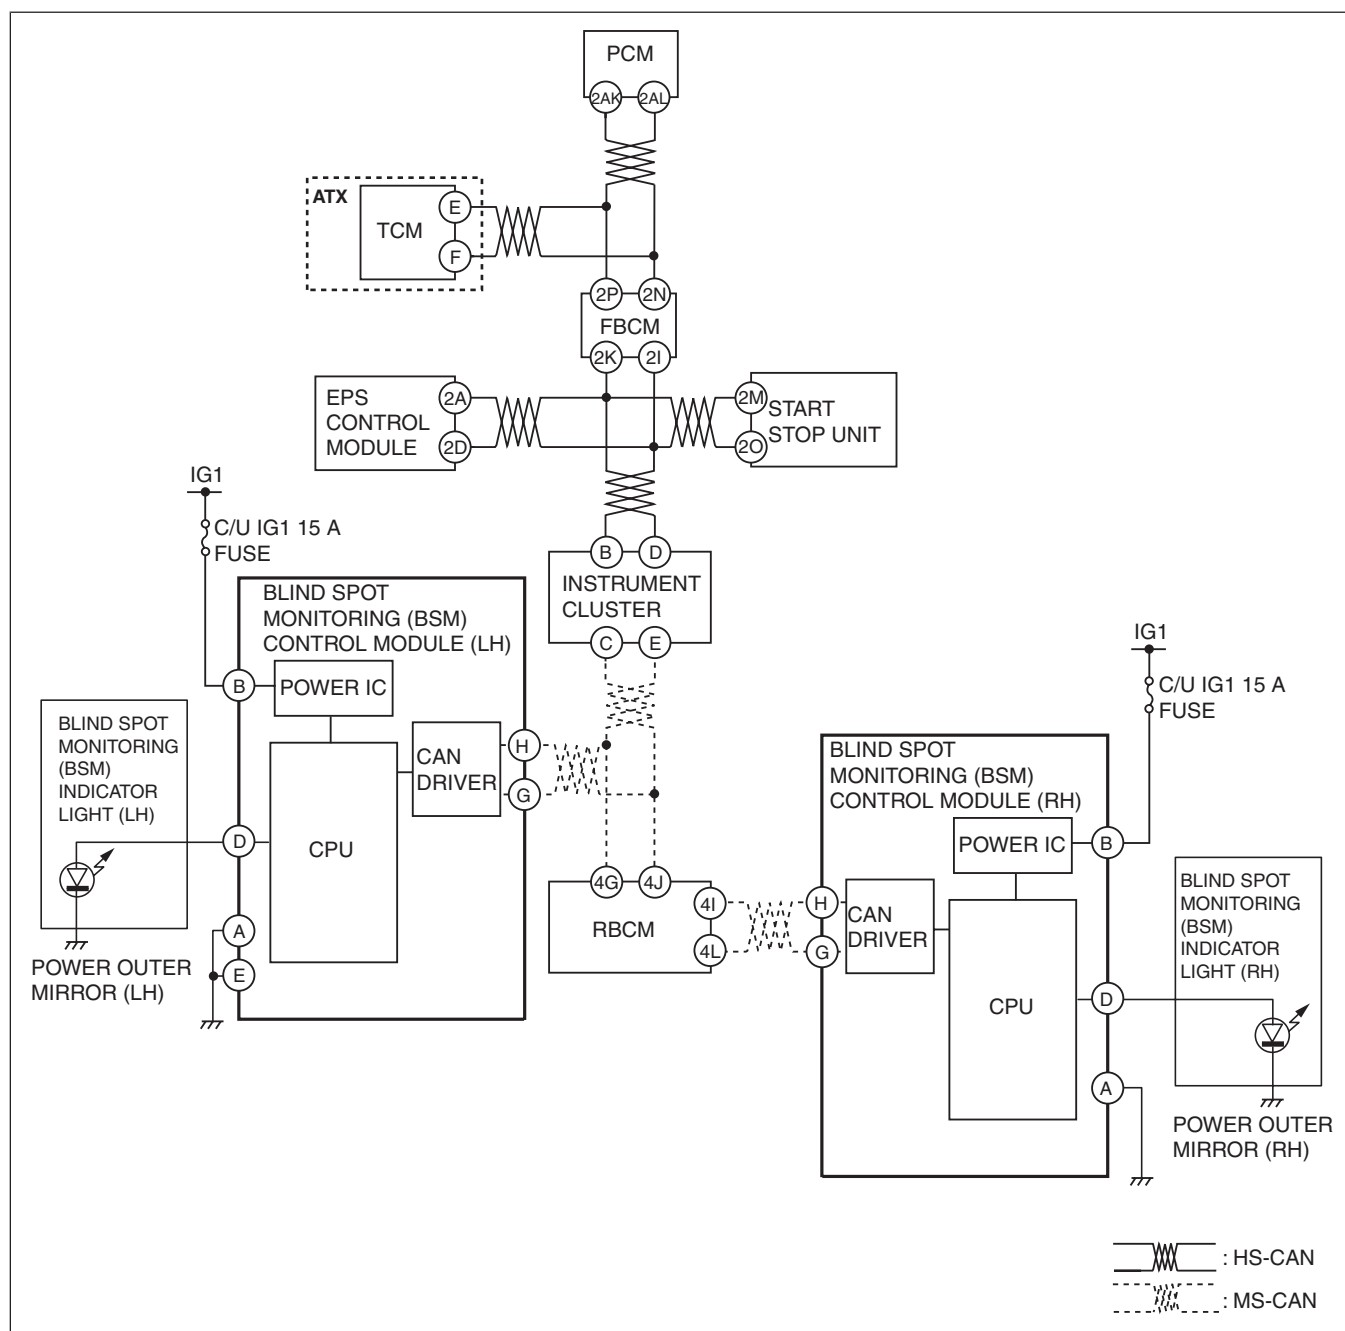 PCM
2AK 2AL
ATX
TCM
E
F
2P 2N
FBCM
2K 2I
EPS
CONTROL
MODULE
2A
2D
2M
2O
START
STOP UNIT
IG1
C/U IG1 15 A
FUSE
B D
INSTRUMENT
CLUSTER
C E
BLIND SPOT
MONITORING (BSM)
CONTROL MODULE (LH)
B
POWER IC
CAN
DRIVER
H
G
CPU
D
A
E
BLIND SPOT
MONITORING
(BSM)
INDICATOR
LIGHT (LH)
POWER OUTER
MIRROR (LH)
4G 4J
RBCM
4I
4L
IG1
C/U IG1 15 A
FUSE
BLIND SPOT
MONITORING (BSM)
CONTROL MODULE (RH)
POWER IC
B
H
G
CAN
DRIVER
CPU
D
A
BLIND SPOT
MONITORING
(BSM)
INDICATOR
LIGHT (RH)
POWER OUTER
MIRROR (RH)
: HS-CAN
: MS-CAN